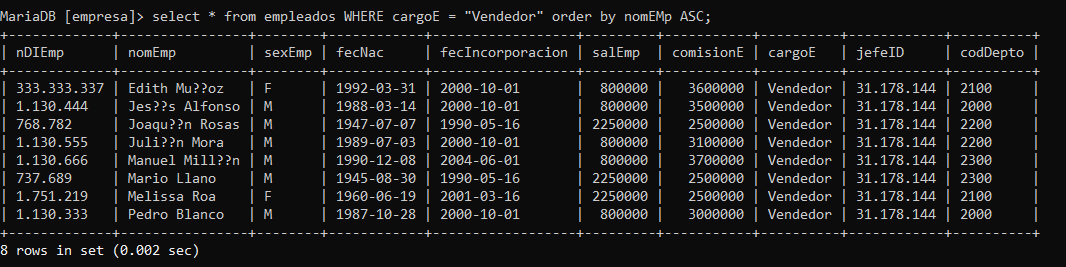 MariaDB [empresa]> select * from empleados WHERE cargoE = "Vendedor" order by nomEMp ASC;
+-------------+---------------+--------+------------+-------------------+---------+-----------+----------+------------+----------+
| nDIEmp      | nomEmp        | sexEmp | fecNac     | fecIncorporacion | salEmp  | comisionE | cargoE   | jefeID     | codDepto |
+-------------+---------------+--------+------------+-------------------+---------+-----------+----------+------------+----------+
| 333.333.337 | Edith Mu??oz | F | 1992-03-31 | 2000-10-01 | 800000 | 3600000 | Vendedor | 31.178.144 | 2100 |
| 1.130.444 | Jes??s Alfonso | M | 1988-03-14 | 2000-10-01 | 800000 | 3500000 | Vendedor | 31.178.144 | 2000 |
| 768.782 | Joaqu??n Rosas | M | 1947-07-07 | 1990-05-16 | 2250000 | 2500000 | Vendedor | 31.178.144 | 2200 |
| 1.130.555 | Juli??n Mora | M | 1989-07-03 | 2000-10-01 | 800000 | 3100000 | Vendedor | 31.178.144 | 2200 |
| 1.130.666 | Manuel Mill??n | M | 1990-12-08 | 2004-06-01 | 800000 | 3700000 | Vendedor | 31.178.144 | 2300 |
| 737.689 | Mario Llano | M | 1945-08-30 | 1990-05-16 | 2250000 | 2500000 | Vendedor | 31.178.144 | 2300 |
| 1.751.219 | Melissa Roa | F | 1960-06-19 | 2001-03-16 | 2250000 | 2500000 | Vendedor | 31.178.144 | 2100 |
| 1.130.333 | Pedro Blanco | M | 1987-10-28 | 2000-10-01 | 800000 | 3000000 | Vendedor | 31.178.144 | 2000 |
+-------------+---------------+--------+------------+-------------------+---------+-----------+----------+------------+----------+
8 rows in set (0.002 sec)